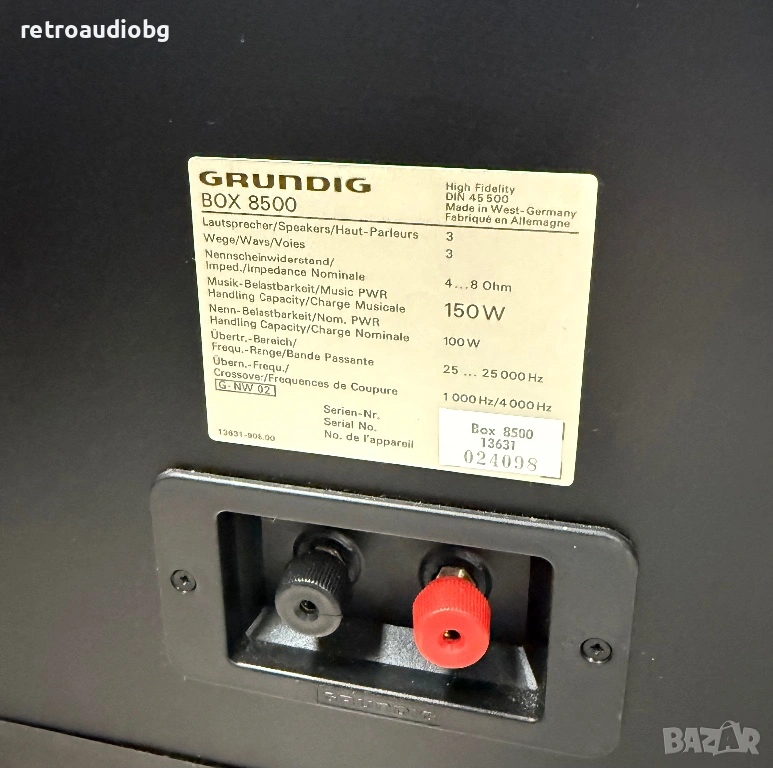 retroaudiobg
GRUNDIG
BOX 8500
High Fidelity
DIN 45 500
Made in West-Germany
Fabriqué en Allemagne
Lautsprecher/Speakers/Haut-Parleurs 3
Wege/Ways/Voies 3
Nennscheinwiderstand/
Imped./Impedance Nominale 4...8 Ohm
Musik-Belastbarkeit/Music PWR
Handling Capacity/Charge Musicale 150 W
Nenn-Belastbarkeit/Nom. PWR
Handling Capacity/Charge Nominale 100 W
Übertr.-Bereich/
Frequ.-Range/Bande Passante 25 ... 25 000 Hz
Übern.-Frequ./
Crossover/Frequences de Coupure 1 000 Hz/4 000 Hz
G-NW 02
Serien-Nr.
Serial No.
13631-908.00 No. de l'appareil
Box 8500
13631
024098
GRUNDIG
BAZAR